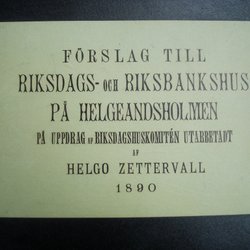 FÖRSLAG TILL
RIKSDAGS- OCH RIKSBANKSHUS
PÅ HELGEANDSHOLMEN
PÅ UPPDRAG AF RIKSDAGSHUSKOMITÉN UTARBETADT
AF
HELGO ZETTERVALL
1890